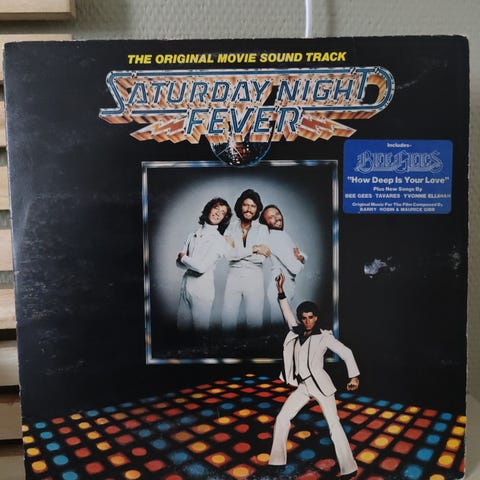 THE ORIGINAL MOVIE SOUND TRACK
SATURDAY NIGHT
FEVER
Includes-
BEE GEES
"How Deep Is Your Love"
Plus New Songs By
BEE GEES TAVARES YVONNE ELLIMAN
Original Music For The Film Composed By
BARRY ROBIN & MAURICE GIBB